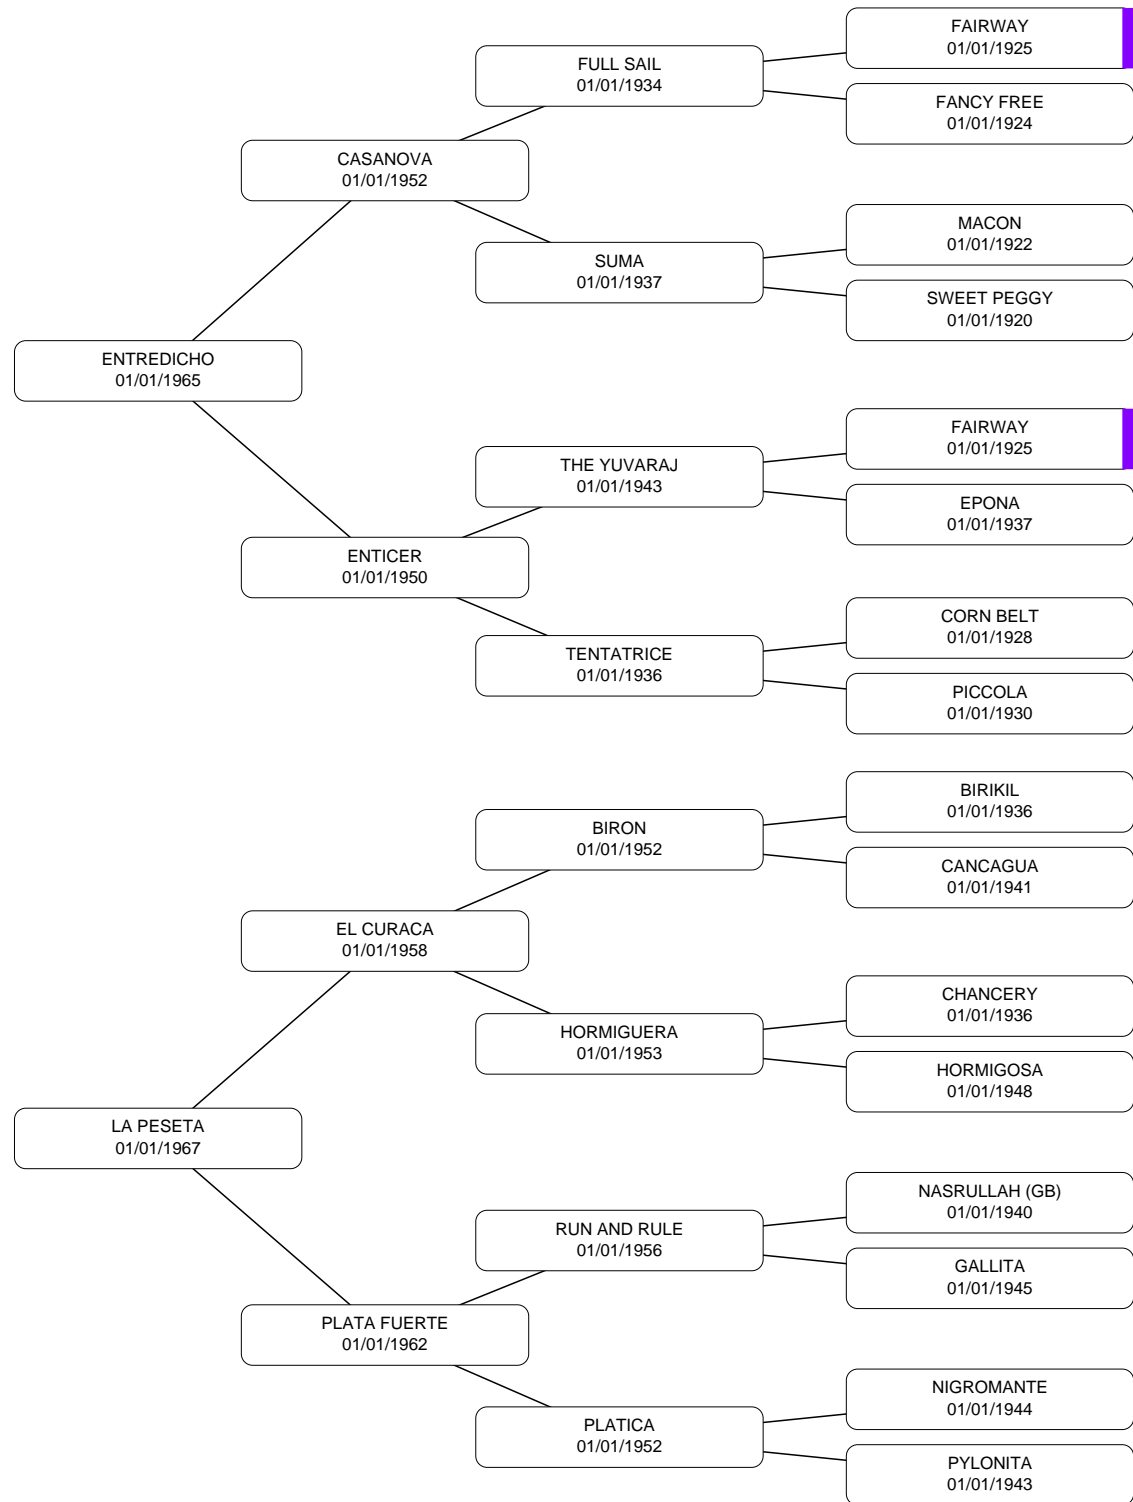 FAIRWAY
01/01/1925
FULL SAIL
01/01/1934
FANCY FREE
01/01/1924
CASANOVA
01/01/1952
MACON
01/01/1922
SUMA
01/01/1937
SWEET PEGGY
01/01/1920
ENTREDICHO
01/01/1965
FAIRWAY
01/01/1925
THE YUVARAJ
01/01/1943
EPONA
01/01/1937
ENTICER
01/01/1950
CORN BELT
01/01/1928
TENTATRICE
01/01/1936
PICCOLA
01/01/1930
BIRIKIL
01/01/1936
BIRON
01/01/1952
CANCAGUA
01/01/1941
EL CURACA
01/01/1958
CHANCERY
01/01/1936
HORMIGUERA
01/01/1953
HORMIGOSA
01/01/1948
LA PESETA
01/01/1967
NASRULLAH (GB)
01/01/1940
RUN AND RULE
01/01/1956
GALLITA
01/01/1945
PLATA FUERTE
01/01/1962
NIGROMANTE
01/01/1944
PLATICA
01/01/1952
PYLONITA
01/01/1943